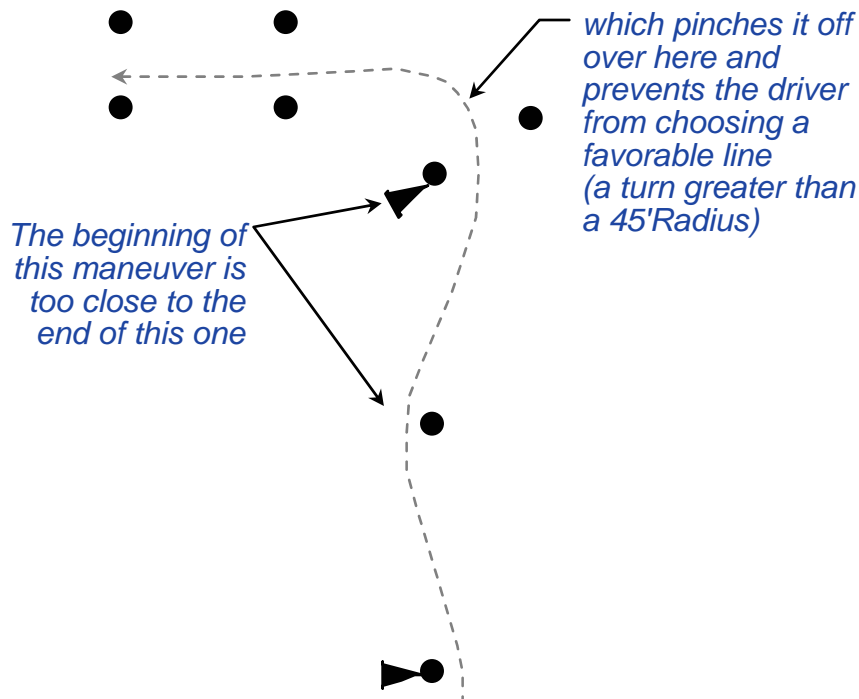 which pinches it off
over here and
prevents the driver
from choosing a
favorable line
(a turn greater than
a 45'Radius)
The beginning of
this maneuver is
too close to the
end of this one